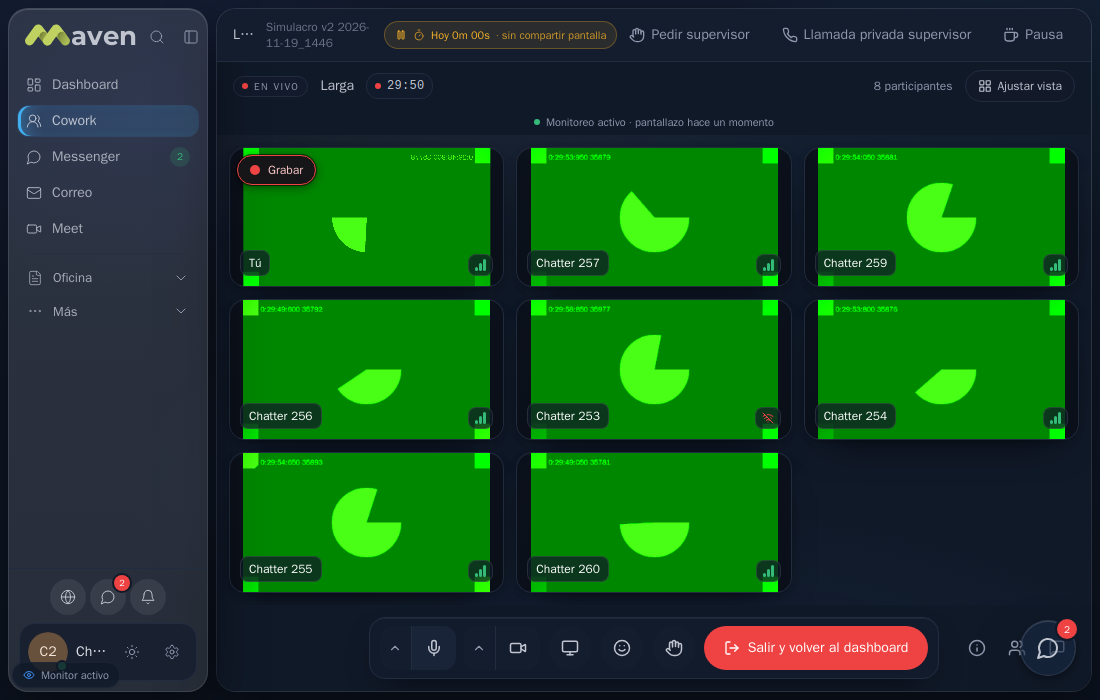 Maven
Dashboard
Cowork
Messenger
2
Correo
Meet
Oficina
Más
2
C2
Ch···
Monitor activo
L···
Simulacro v2 2026-
11-19_1446
Hoy 0m 00s · sin compartir pantalla
Pedir supervisor
Llamada privada supervisor
Pausa
EN VIVO
Larga
29:50
8 participantes
Ajustar vista
Monitoreo activo · pantallazo hace un momento
Grabar
Tú
0:29:53:950 35879
Chatter 257
0:29:54:050 35881
Chatter 259
0:29:49:600 35792
Chatter 256
0:29:58:850 35977
Chatter 253
0:29:53:800 35876
Chatter 254
0:29:54:650 35893
Chatter 255
0:29:49:050 35781
Chatter 260
Salir y volver al dashboard
2